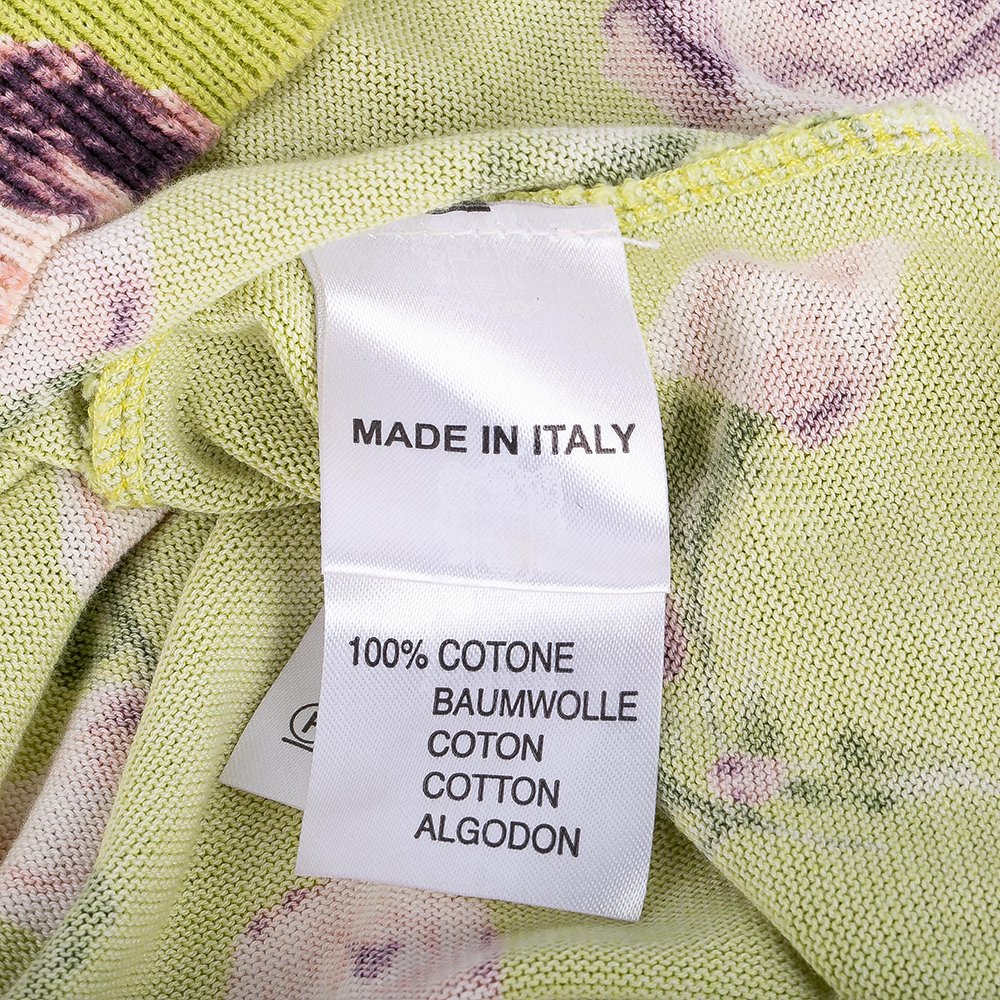 MADE IN ITALY
100% COTONE
BAUMWOLLE
COTON
COTTON
ALGODON